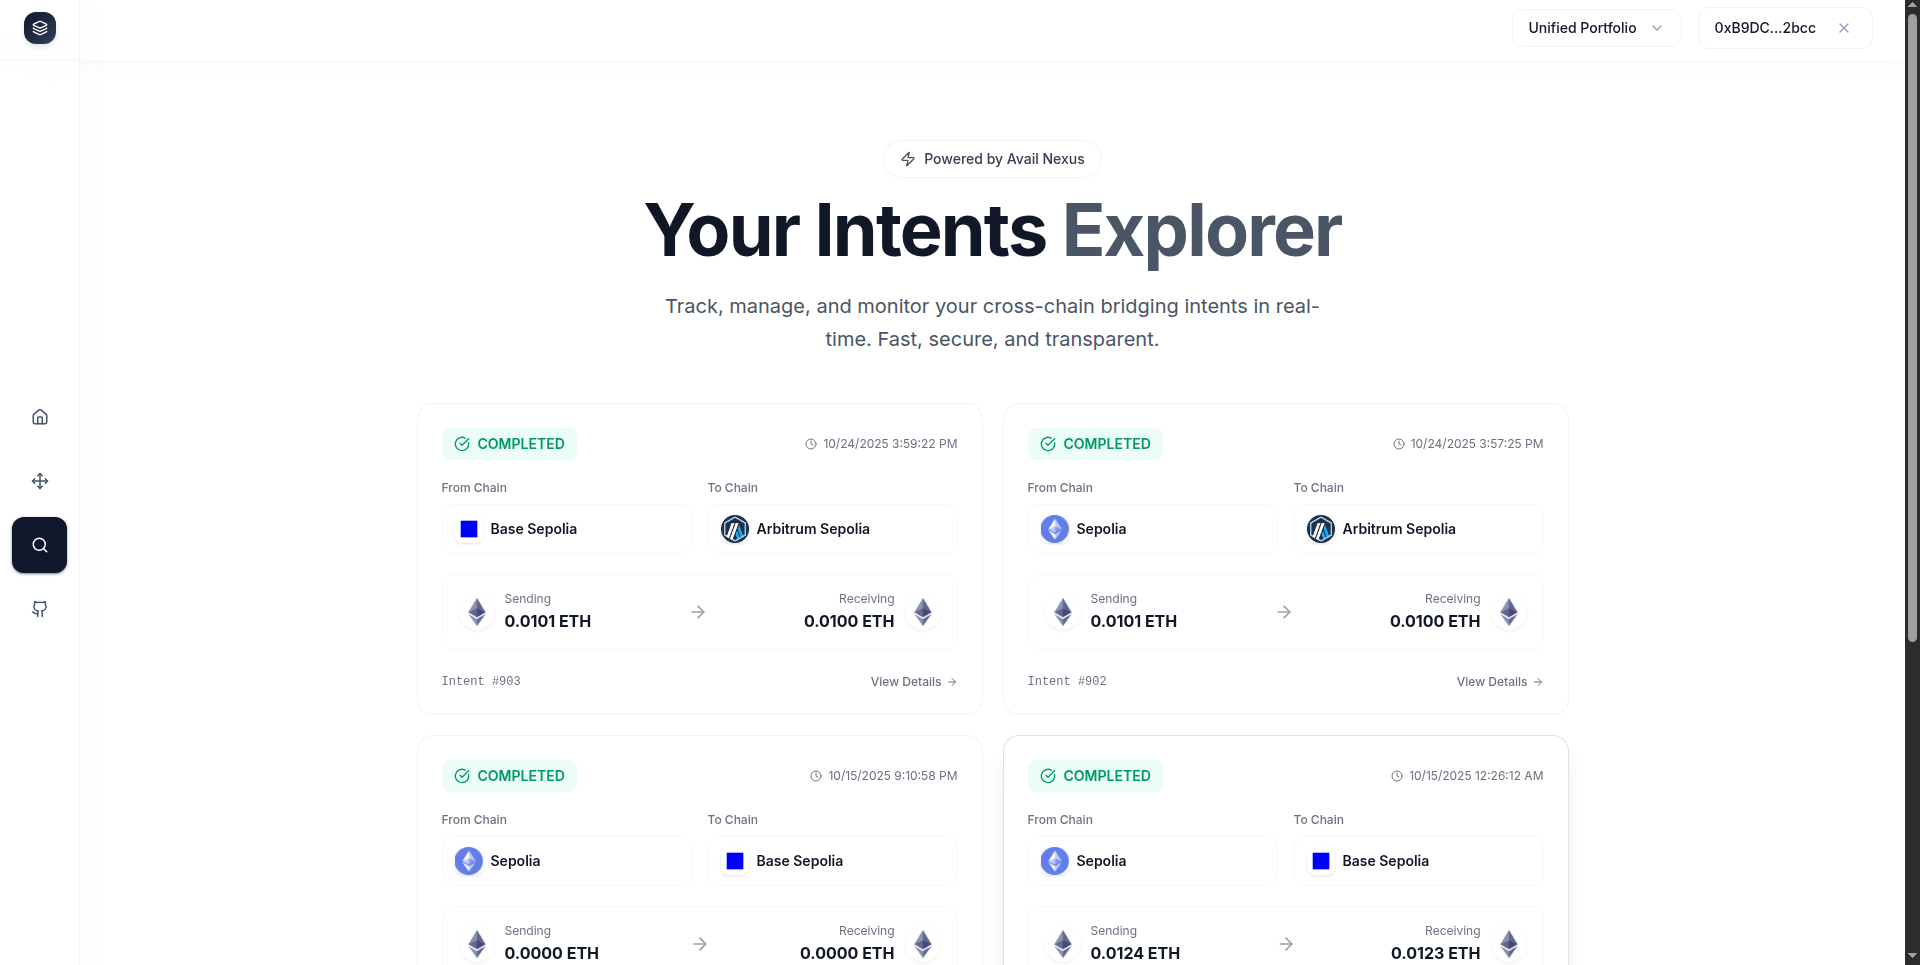 Unified Portfolio
0xB9DC...2bcc
Powered by Avail Nexus
Your Intents Explorer
Track, manage, and monitor your cross-chain bridging intents in real-
time. Fast, secure, and transparent.
COMPLETED
10/24/2025 3:59:22 PM
From Chain
To Chain
Base Sepolia
Arbitrum Sepolia
Sending
Receiving
0.0101 ETH
0.0100 ETH
Intent #903
View Details
COMPLETED
10/24/2025 3:57:25 PM
From Chain
To Chain
Sepolia
Arbitrum Sepolia
Sending
Receiving
0.0101 ETH
0.0100 ETH
Intent #902
View Details
COMPLETED
10/15/2025 9:10:58 PM
From Chain
To Chain
Sepolia
Base Sepolia
Sending
Receiving
0.0000 ETH
0.0000 ETH
COMPLETED
10/15/2025 12:26:12 AM
From Chain
To Chain
Sepolia
Base Sepolia
Sending
Receiving
0.0124 ETH
0.0123 ETH